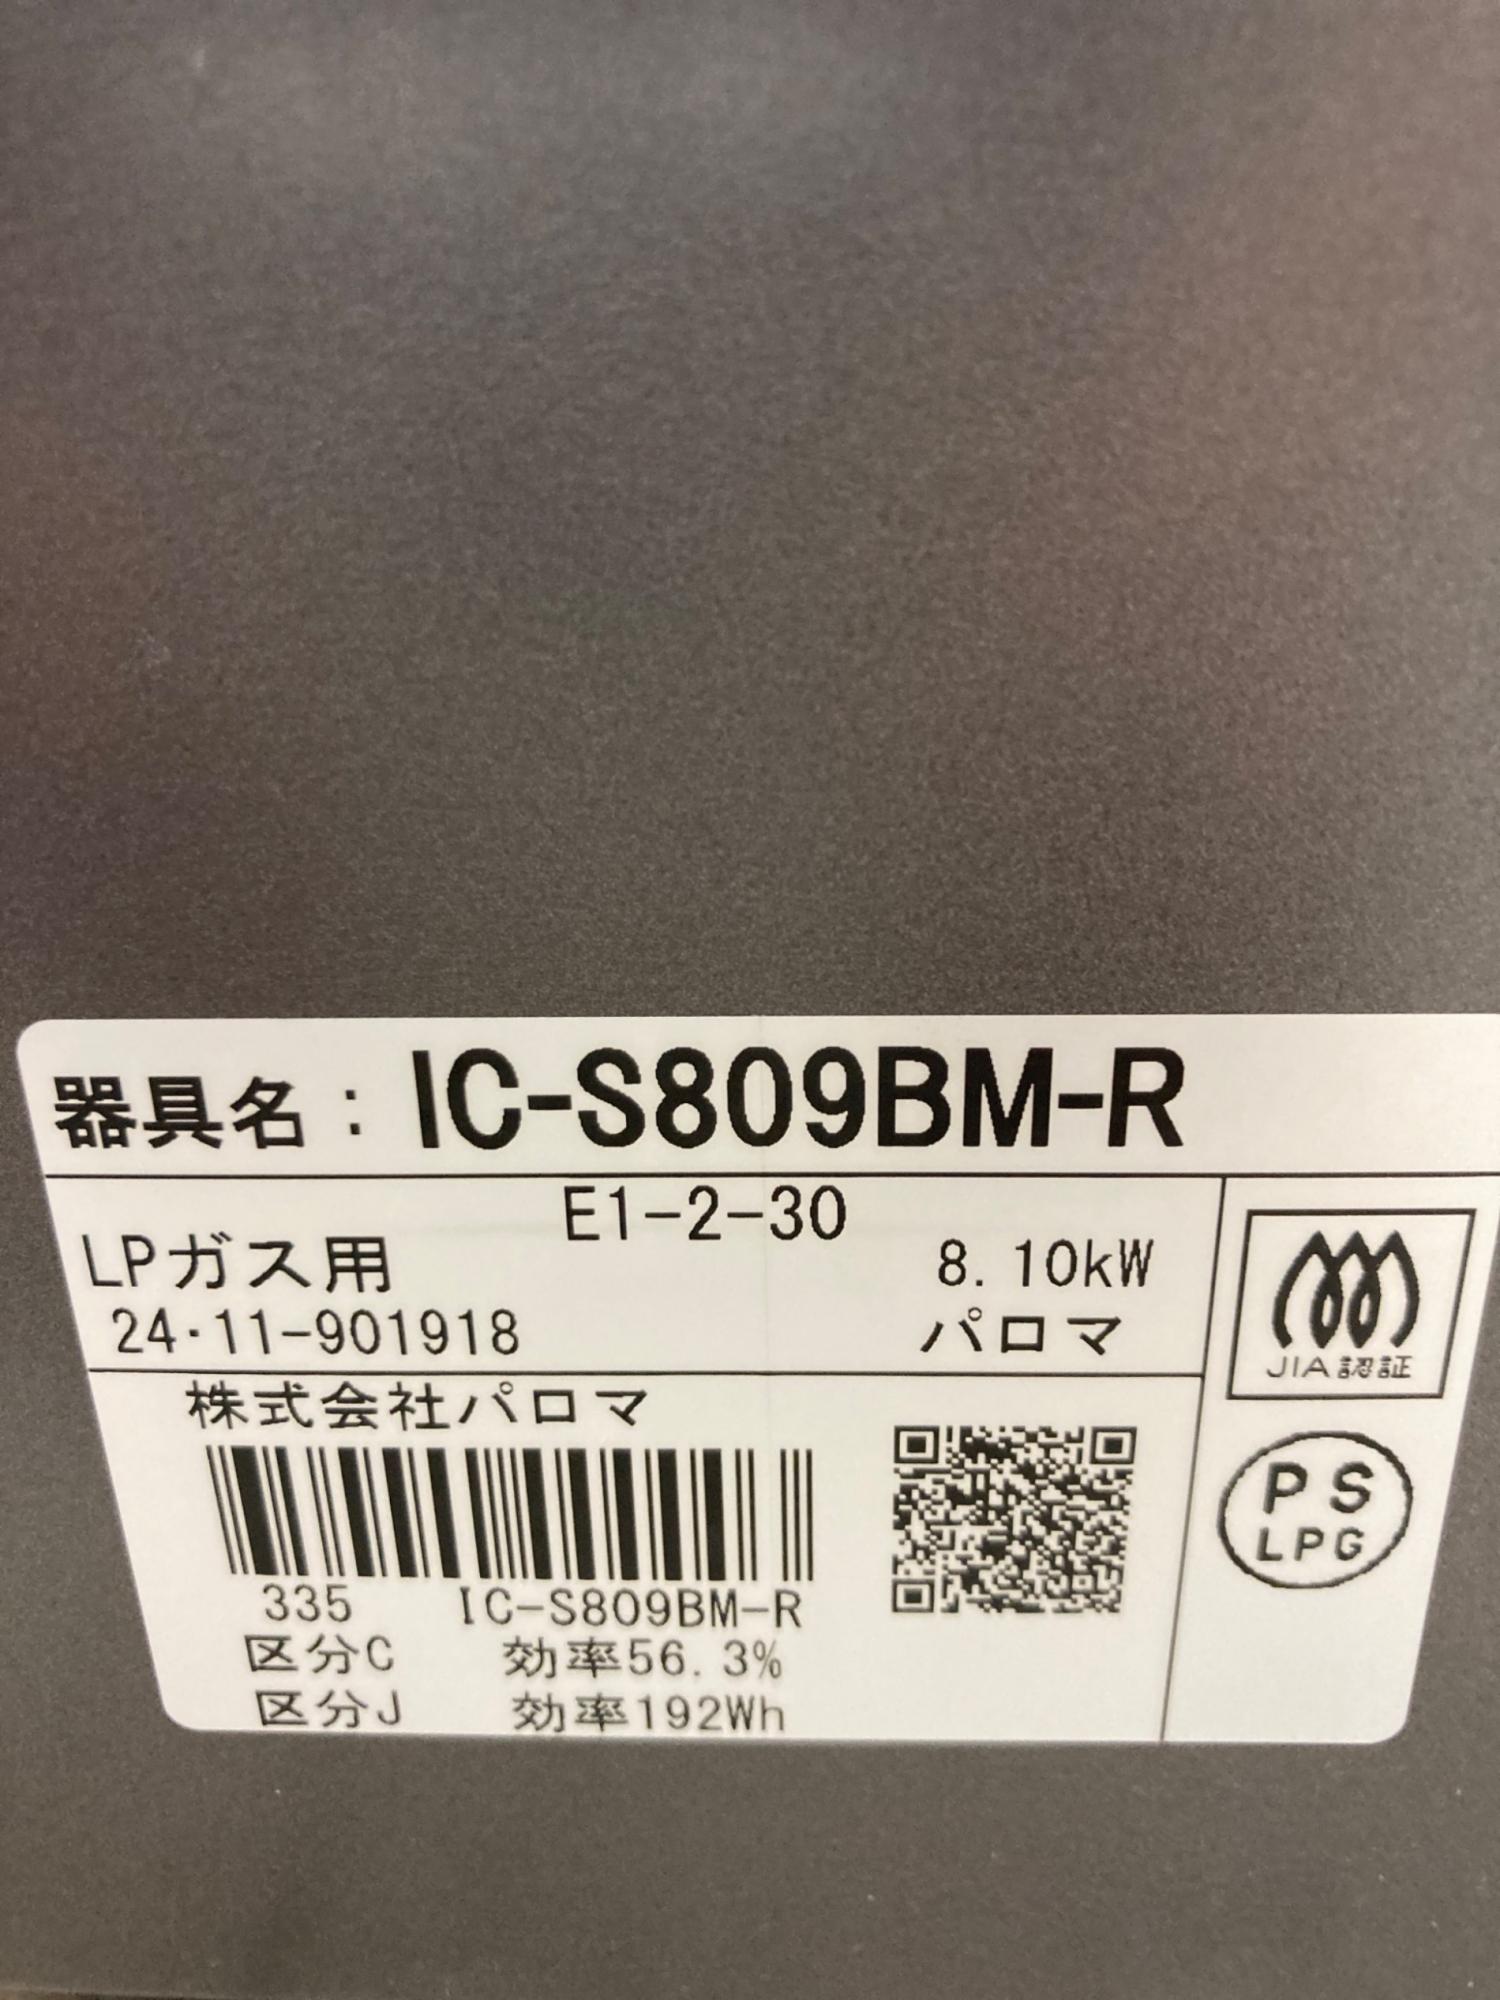 器具名：IC-S809BM-R
E1-2-30
LPガス用 8.10kW
24・11-901918 パロマ
JIA認証
株式会社パロマ
PS
LPG
335 IC-S809BM-R
区分C 効率56.3%
区分J 効率192Wh